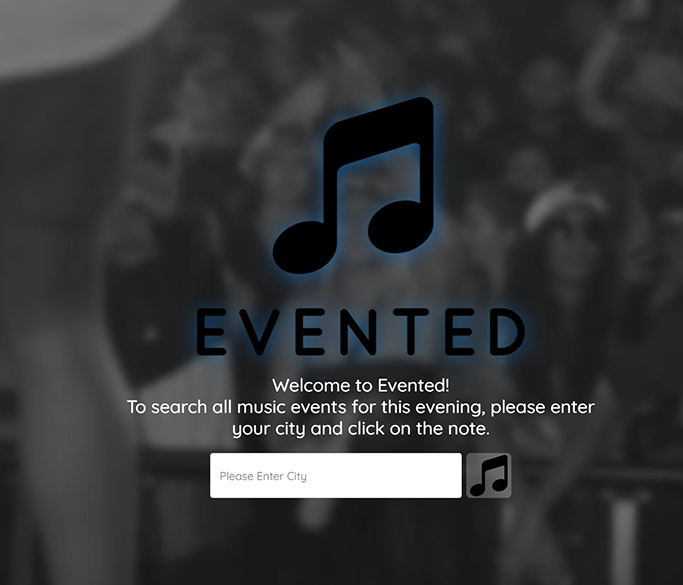 EVENTED
Welcome to Evented!
To search all music events for this evening, please enter
your city and click on the note.
Please Enter City